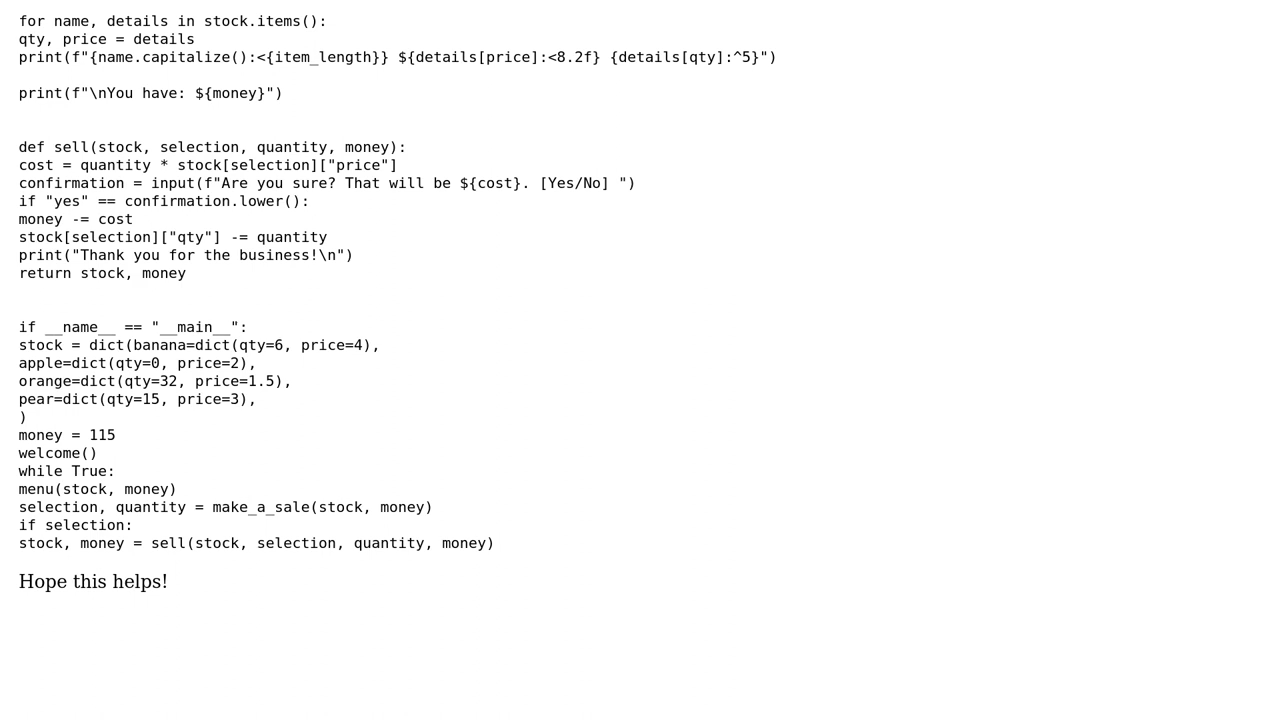 for name, details in stock.items():
qty, price = details
print(f"{name.capitalize():<{item_length}} ${details[price]:<8.2f} {details[qty]:^5}")
print(f"\nYou have: ${money}")
def sell(stock, selection, quantity, money):
cost = quantity * stock[selection]["price"]
confirmation = input(f"Are you sure? That will be ${cost}. [Yes/No] ")
if "yes" == confirmation.lower():
money -= cost
stock[selection]["qty"] -= quantity
print("Thank you for the business!\n")
return stock, money
if __name__ == "__main__":
stock = dict(banana=dict(qty=6, price=4),
apple=dict(qty=0, price=2),
orange=dict(qty=32, price=1.5),
pear=dict(qty=15, price=3),
)
money = 115
welcome()
while True:
menu(stock, money)
selection, quantity = make_a_sale(stock, money)
if selection:
stock, money = sell(stock, selection, quantity, money)
Hope this helps!